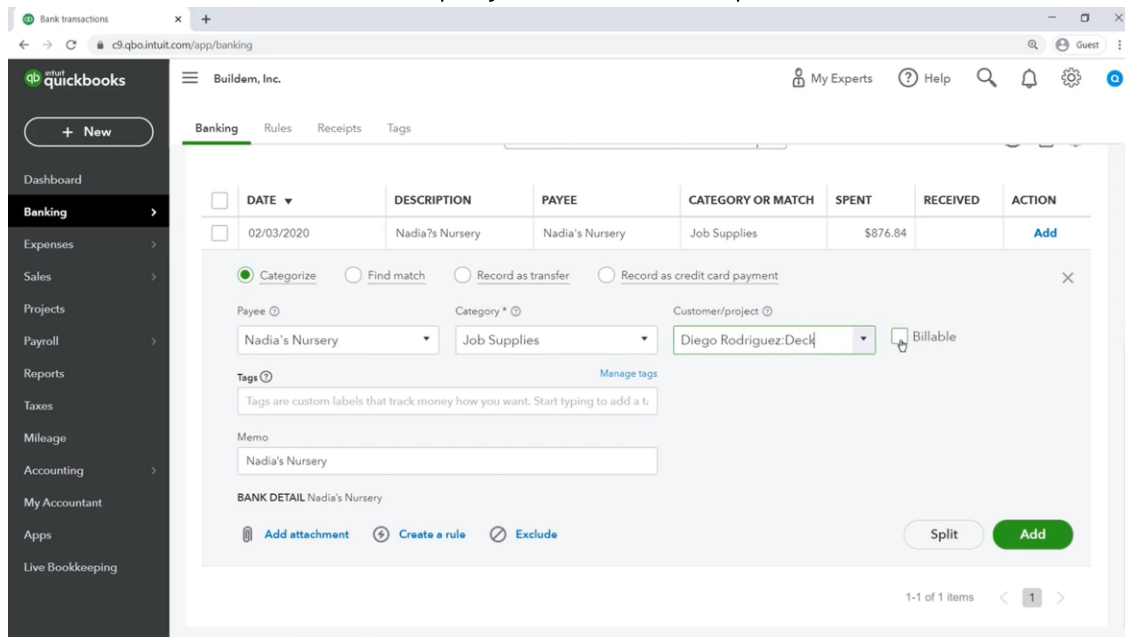 Bank transactions
c9.qbo.intuit.com/app/banking
Guest
qb intuit quickbooks
Buildem, Inc.
My Experts
Help
+ New
Banking Rules Receipts Tags
Dashboard
Banking
Expenses
Sales
Projects
Payroll
Reports
Taxes
Mileage
Accounting
My Accountant
Apps
Live Bookkeeping
DATE DESCRIPTION PAYEE CATEGORY OR MATCH SPENT RECEIVED ACTION
02/03/2020 Nadia?s Nursery Nadia's Nursery Job Supplies $876.84 Add
Categorize Find match Record as transfer Record as credit card payment
Payee Category * Customer/project
Nadia's Nursery Job Supplies Diego Rodriguez:Deck Billable
Tags Manage tags
Tags are custom labels that track money how you want. Start typing to add a
Memo
Nadia's Nursery
BANK DETAIL Nadia's Nursery
Add attachment Create a rule Exclude Split Add
1-1 of 1 items 1